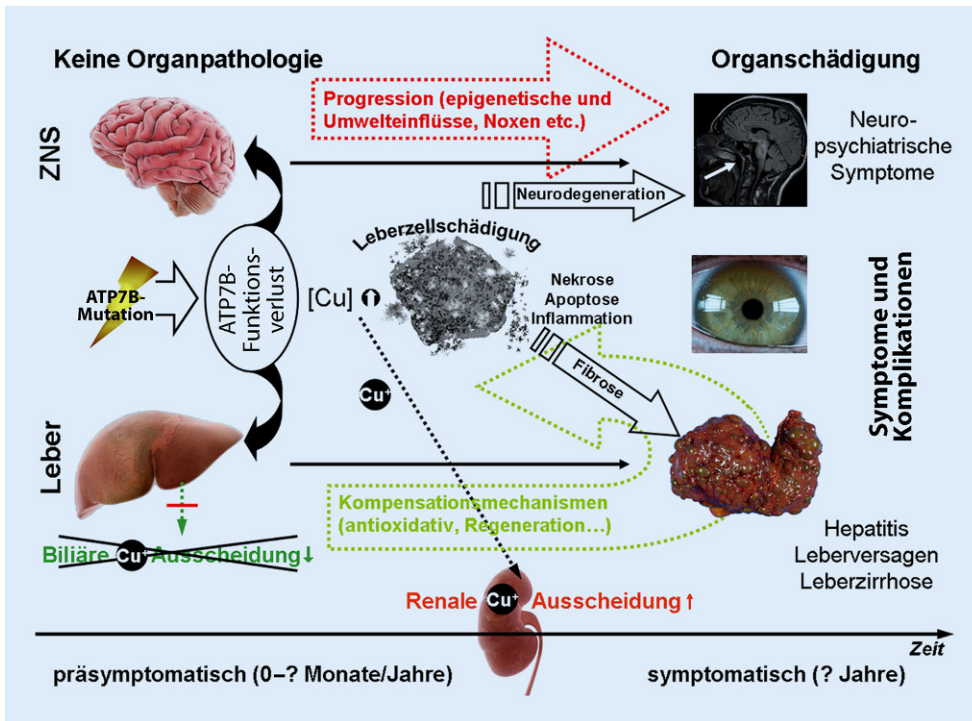 Keine Organpathologie
Organschädigung
Progression (epigenetische und
Umwelteinflüsse, Noxen etc.)
ZNS
Neuro-
psychiatrische
Symptome
Neurodegeneration
Leberzellschädigung
ATP7B-
Mutation
ATP7B-
Funktions-
verlust
[Cu]
Nekrose
Apoptose
Inflammation
Symptome und
Komplikationen
Cu+
Fibrose
Leber
Kompensationsmechanismen
(antioxidativ, Regeneration...)
Biliäre Cu+ Ausscheidung↓
Hepatitis
Leberversagen
Leberzirrhose
Renale Cu+ Ausscheidung↑
Zeit
präsymptomatisch (0–? Monate/Jahre)
symptomatisch (? Jahre)